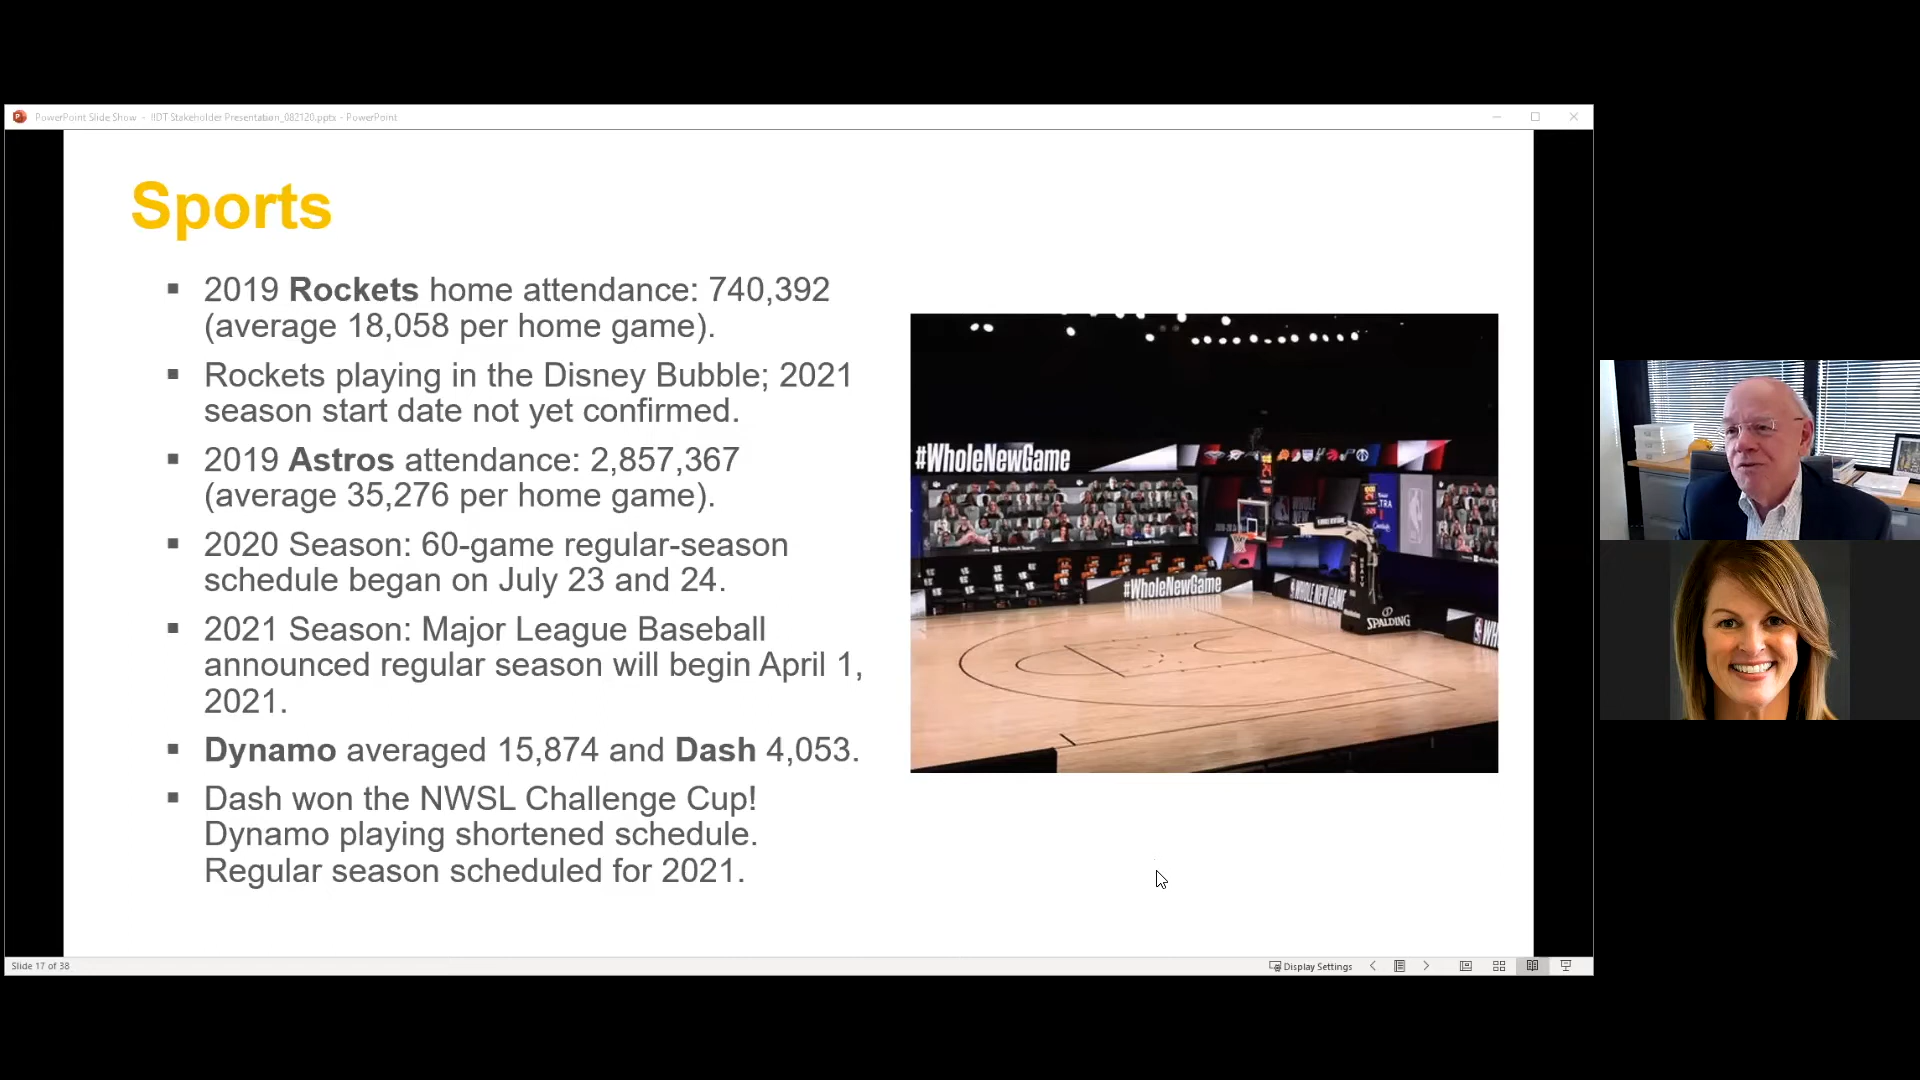 PowerPoint Slide Show - !!DT Stakeholder Presentation_082120.pptx - PowerPoint
Sports
▪ 2019 Rockets home attendance: 740,392
(average 18,058 per home game).
▪ Rockets playing in the Disney Bubble; 2021
season start date not yet confirmed.
▪ 2019 Astros attendance: 2,857,367
(average 35,276 per home game).
▪ 2020 Season: 60-game regular-season
schedule began on July 23 and 24.
▪ 2021 Season: Major League Baseball
announced regular season will begin April 1,
2021.
▪ Dynamo averaged 15,874 and Dash 4,053.
▪ Dash won the NWSL Challenge Cup!
Dynamo playing shortened schedule.
Regular season scheduled for 2021.
#WholeNewGame
#WholeNewGame
WHOLE NEW GAME
SPALDING
WH
Slide 17 of 38
Display Settings